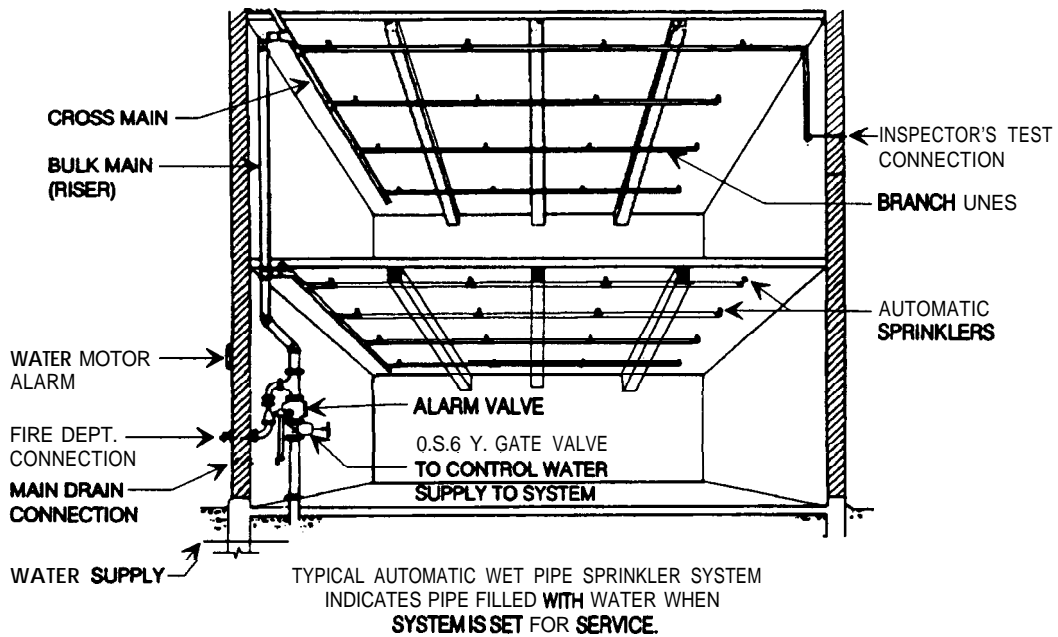 CROSS MAIN
BULK MAIN
(RISER)
INSPECTOR'S TEST
CONNECTION
BRANCH UNES
AUTOMATIC
SPRINKLERS
WATER MOTOR
ALARM
ALARM VALVE
FIRE DEPT.
CONNECTION
O.S.6 Y. GATE VALVE
TO CONTROL WATER
SUPPLY TO SYSTEM
MAIN DRAIN
CONNECTION
WATER SUPPLY
TYPICAL AUTOMATIC WET PIPE SPRINKLER SYSTEM
INDICATES PIPE FILLED WITH WATER WHEN
SYSTEM IS SET FOR SERVICE.